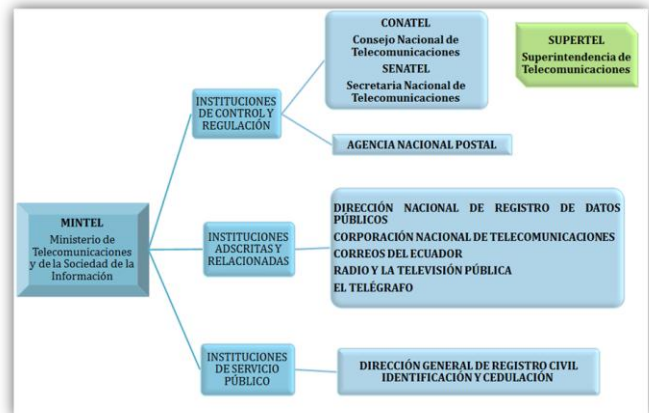 CONATEL
Consejo Nacional de
Telecomunicaciones
SENATEL
Secretaria Nacional de
Telecomunicaciones
SUPERTEL
Superintendencia de
Telecomunicaciones
INSTITUCIONES
DE CONTROL Y
REGULACIÓN
AGENCIA NACIONAL POSTAL
MINTEL
Ministerio de
Telecomunicaciones
y de la Sociedad de la
Información
INSTITUCIONES
ADSCRITAS Y
RELACIONADAS
DIRECCIÓN NACIONAL DE REGISTRO DE DATOS
PÚBLICOS
CORPORACIÓN NACIONAL DE TELECOMUNICACIONES
CORREOS DEL ECUADOR
RADIO Y LA TELEVISIÓN PÚBLICA
EL TELÉGRAFO
INSTITUCIONES
DE SERVICIO
PÚBLICO
DIRECCIÓN GENERAL DE REGISTRO CIVIL
IDENTIFICACIÓN Y CEDULACIÓN